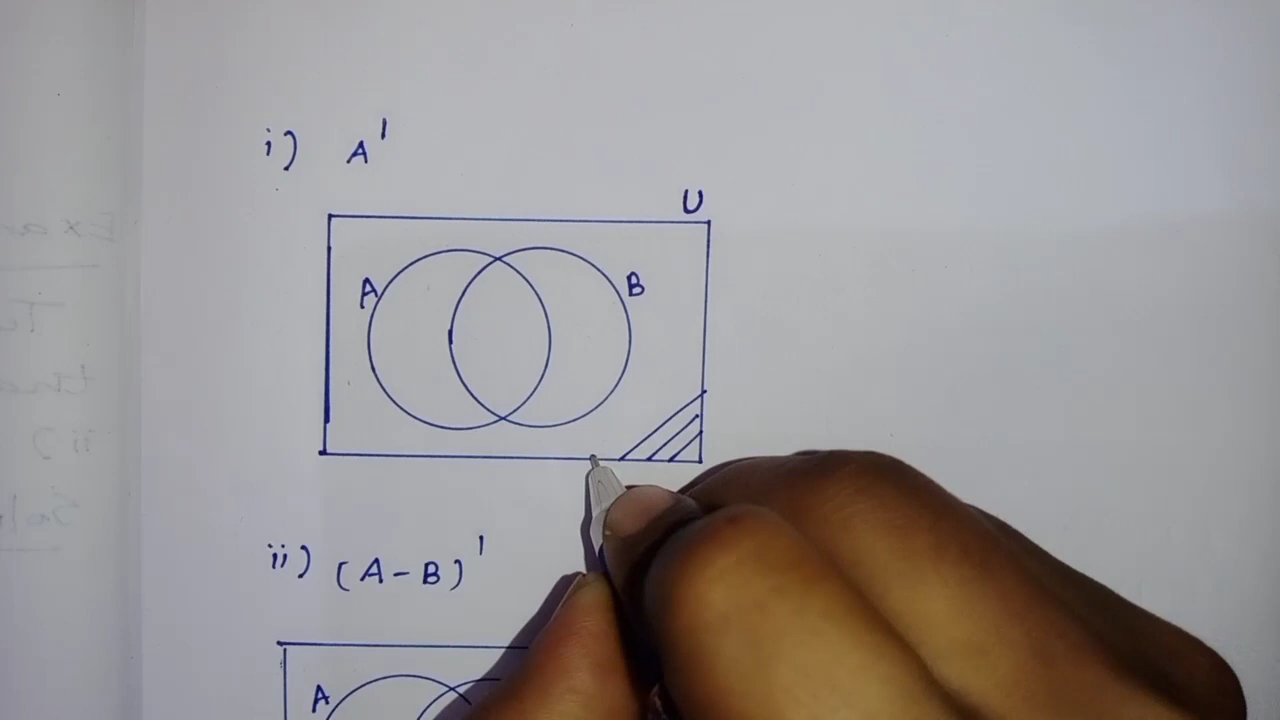 i) A'
U
A B
ii) (A-B)'
A